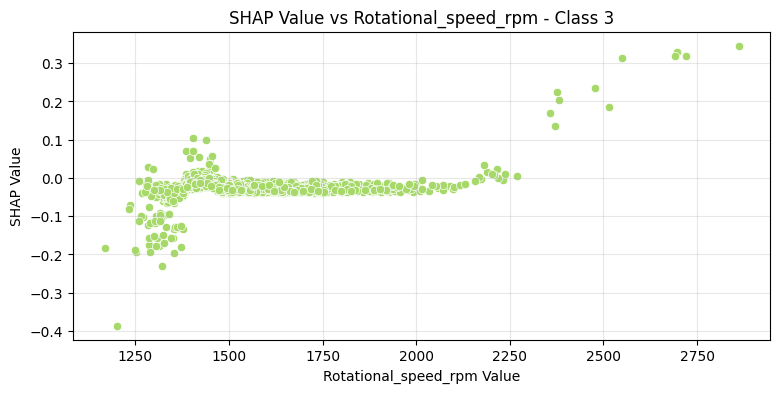 SHAP Value vs Rotational_speed_rpm - Class 3
SHAP Value
0.3
0.2
0.1
0.0
−0.1
−0.2
−0.3
−0.4
1250 1500 1750 2000 2250 2500 2750
Rotational_speed_rpm Value